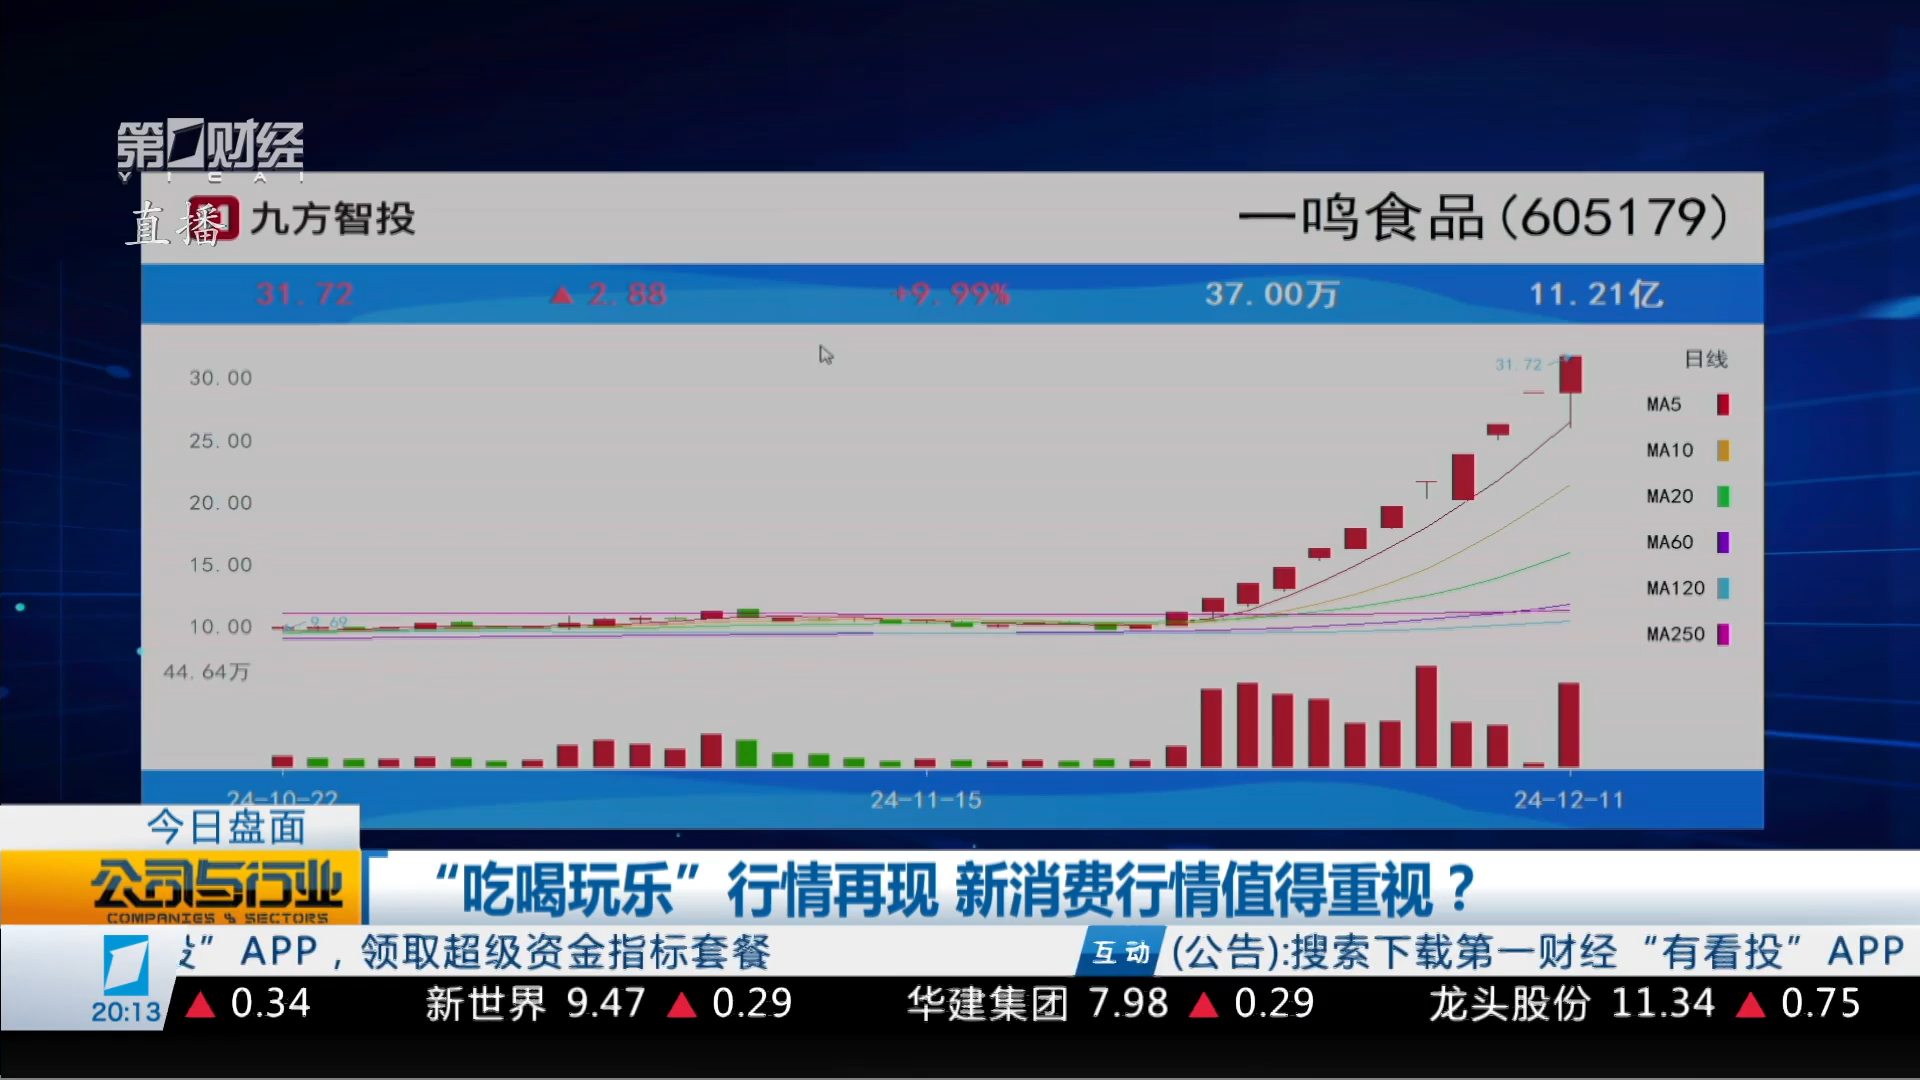 第1财经
YICAI
直播
九方智投
一鸣食品(605179)
31.72 ▲ 2.88 +9.99% 37.00万 11.21亿
日线
31.72
30.00
25.00
20.00
15.00
10.00
9.69
44.64万
MA5
MA10
MA20
MA60
MA120
MA250
24-10-22 24-11-15 24-12-11
今日盘面
公司与行业
COMPANIES & SECTORS
“吃喝玩乐”行情再现 新消费行情值得重视？
” APP，领取超级资金指标套餐 互动 (公告):搜索下载第一财经“有看投” APP
20:13
▲ 0.34 新世界 9.47 ▲ 0.29 华建集团 7.98 ▲ 0.29 龙头股份 11.34 ▲ 0.75